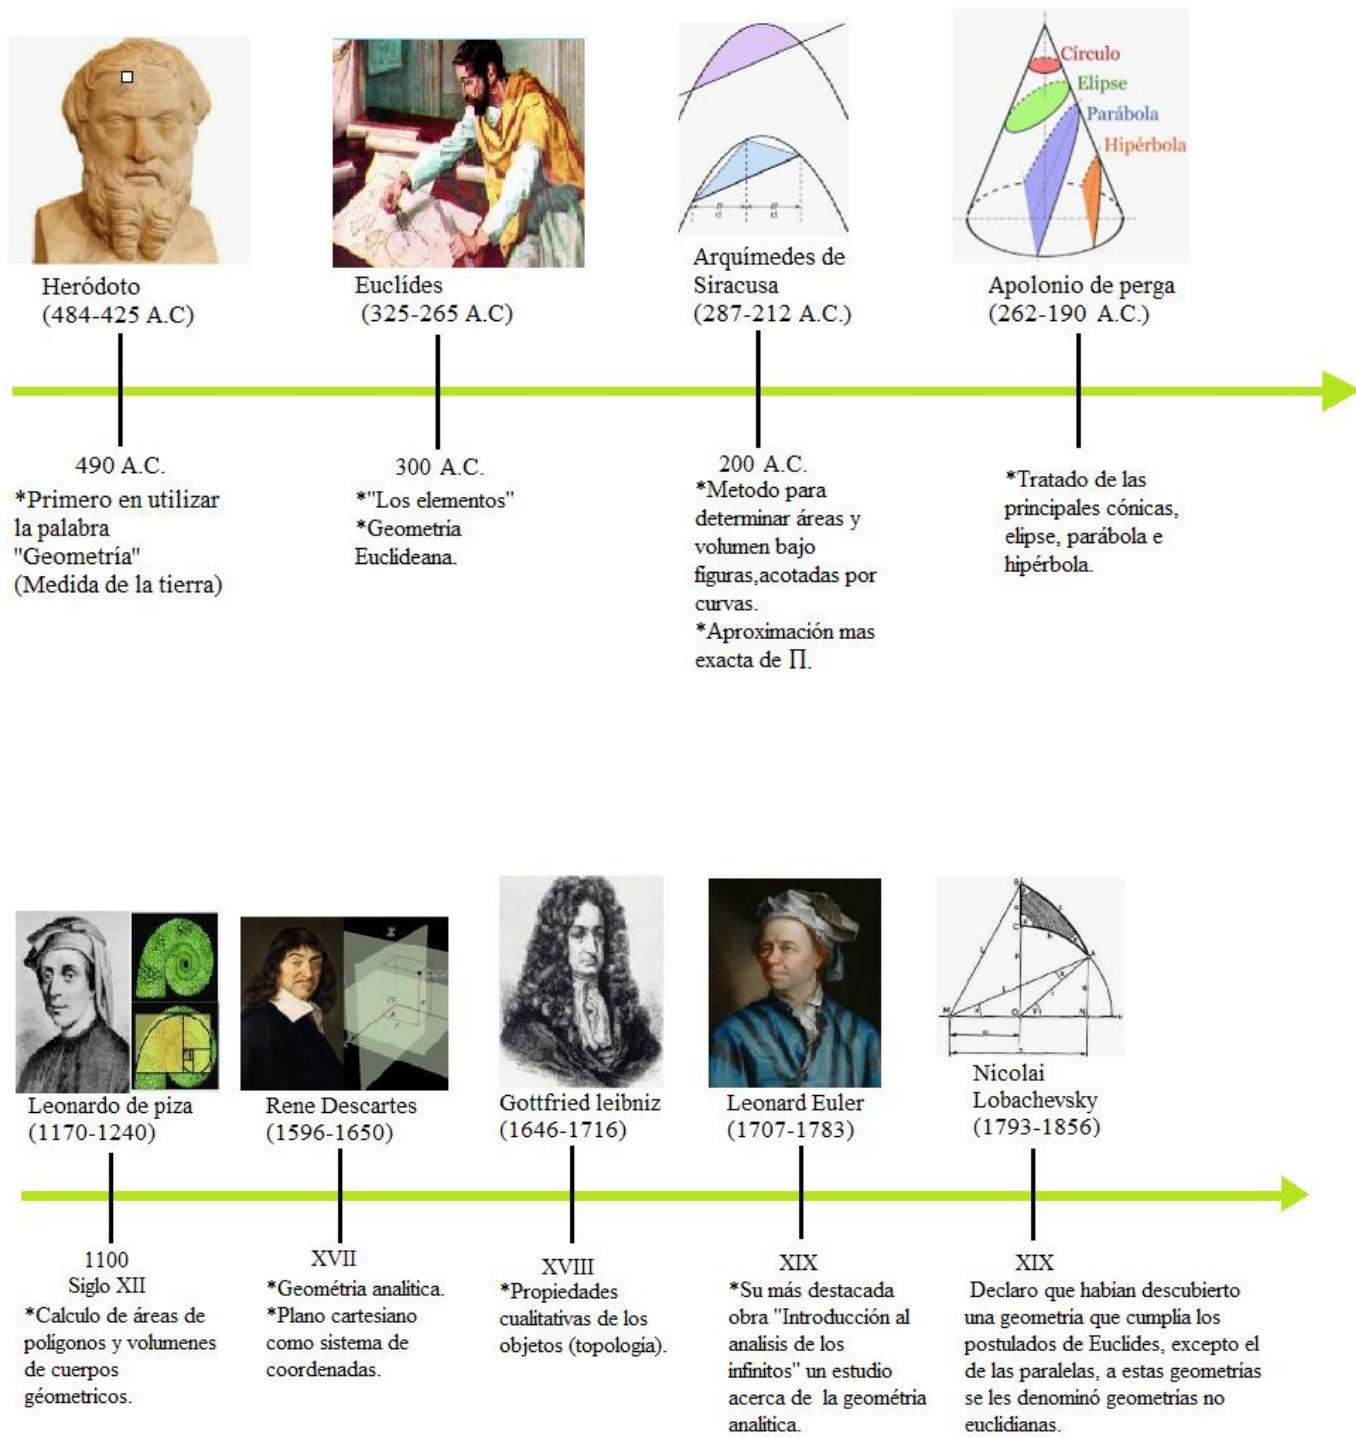 Círculo
Elipse
Parábola
Hipérbola
Heródoto
(484-425 A.C)
Euclídes
(325-265 A.C)
Arquímedes de
Siracusa
(287-212 A.C.)
Apolonio de perga
(262-190 A.C.)
490 A.C.
*Primero en utilizar
la palabra
"Geometría"
(Medida de la tierra)
300 A.C.
*"Los elementos"
*Geometría
Euclideana.
200 A.C.
*Metodo para
determinar áreas y
volumen bajo
figuras,acotadas por
curvas.
*Aproximación mas
exacta de Π.
*Tratado de las
principales cónicas,
elipse, parábola e
hipérbola.
Leonardo de piza
(1170-1240)
Rene Descartes
(1596-1650)
Gottfried leibniz
(1646-1716)
Leonard Euler
(1707-1783)
Nicolai
Lobachevsky
(1793-1856)
1100
Siglo XII
*Calculo de áreas de
polígonos y volumenes
de cuerpos
géometricos.
XVII
*Geométria analitica.
*Plano cartesiano
como sistema de
coordenadas.
XVIII
*Propiedades
cualitativas de los
objetos (topología).
XIX
*Su más destacada
obra "Introducción al
analisis de los
infinitos" un estudio
acerca de la geométria
analitica.
XIX
Declaro que habían descubierto
una geometría que cumplía los
postulados de Euclides, excepto el
de las paralelas, a estas geometrías
se les denominó geometrías no
euclidianas.